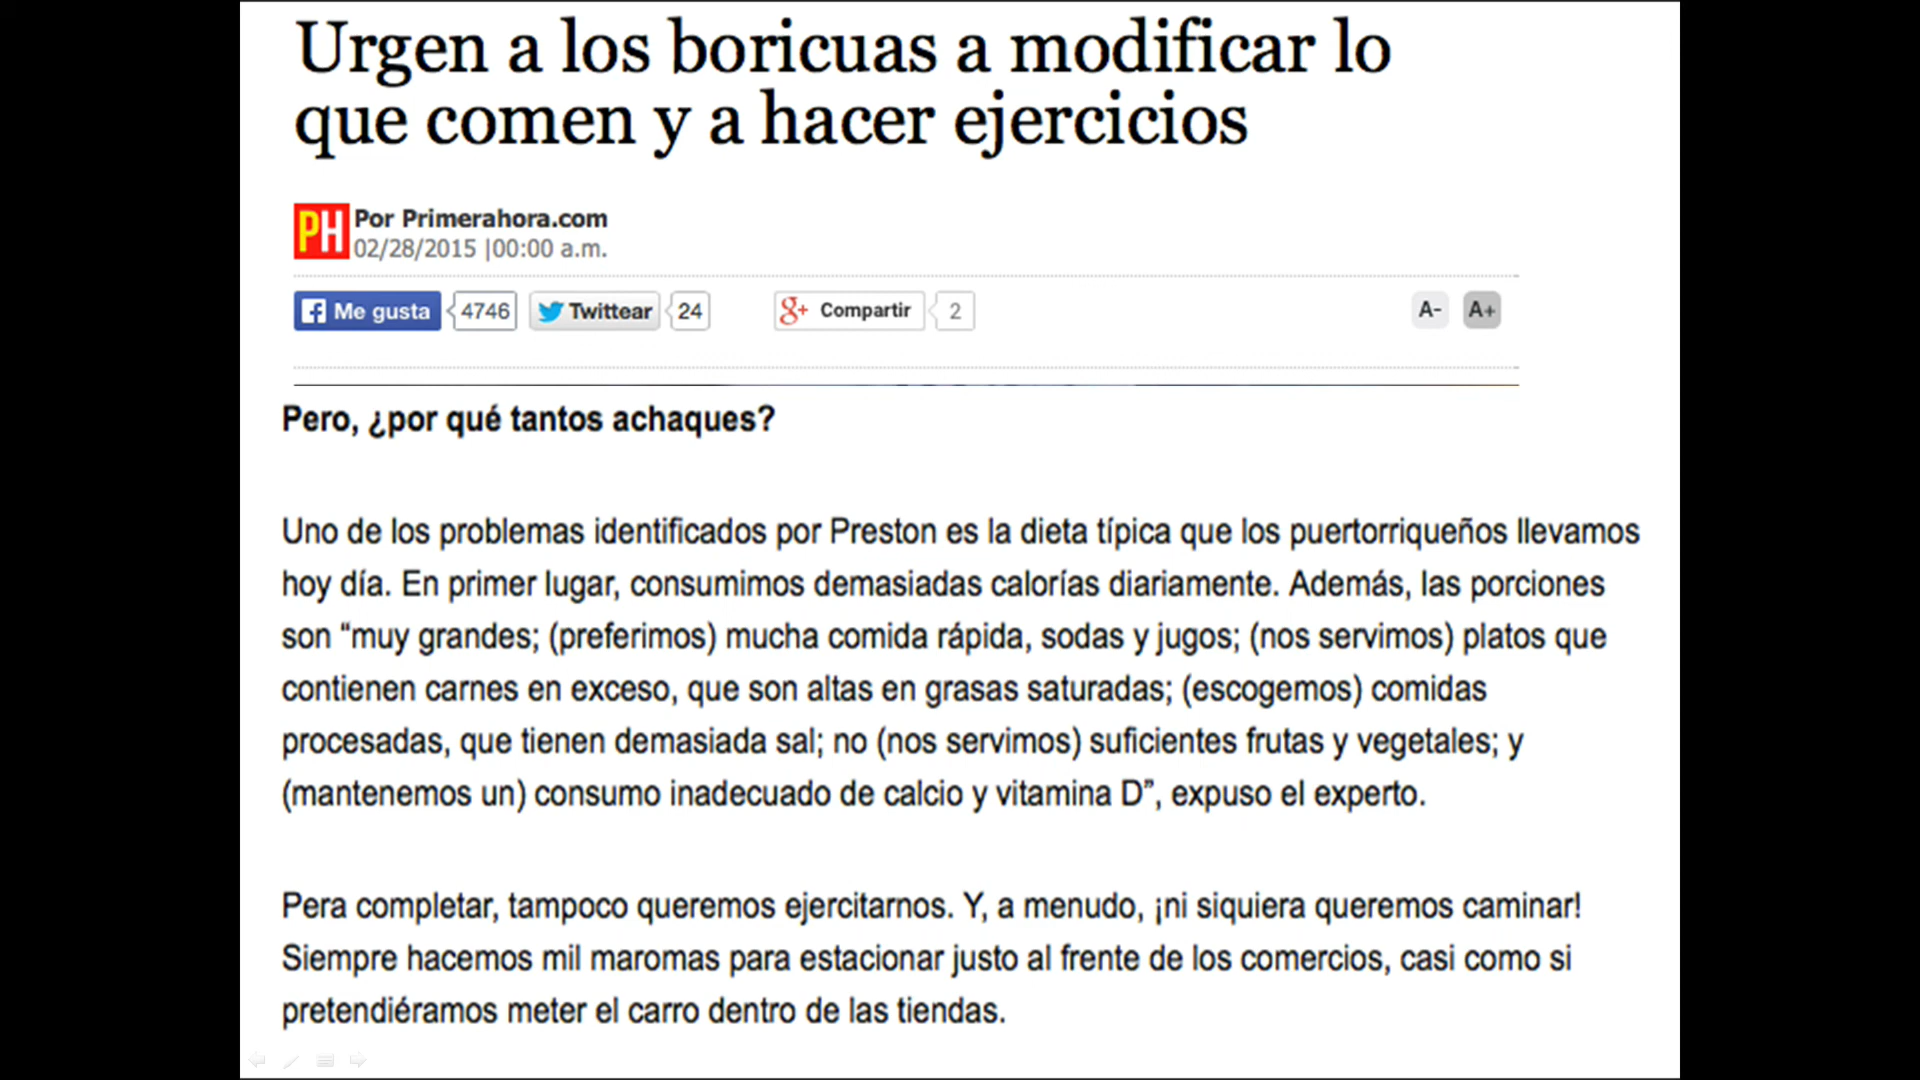 Urgen a los boricuas a modificar lo
que comen y a hacer ejercicios
PH
Por Primerahora.com
02/28/2015 |00:00 a.m.
Me gusta 4746 Twittear 24 Compartir 2 A- A+
Pero, ¿por qué tantos achaques?
Uno de los problemas identificados por Preston es la dieta típica que los puertorriqueños llevamos
hoy día. En primer lugar, consumimos demasiadas calorías diariamente. Además, las porciones
son “muy grandes; (preferimos) mucha comida rápida, sodas y jugos; (nos servimos) platos que
contienen carnes en exceso, que son altas en grasas saturadas; (escogemos) comidas
procesadas, que tienen demasiada sal; no (nos servimos) suficientes frutas y vegetales; y
(mantenemos un) consumo inadecuado de calcio y vitamina D”, expuso el experto.
Pera completar, tampoco queremos ejercitarnos. Y, a menudo, ¡ni siquiera queremos caminar!
Siempre hacemos mil maromas para estacionar justo al frente de los comercios, casi como si
pretendiéramos meter el carro dentro de las tiendas.